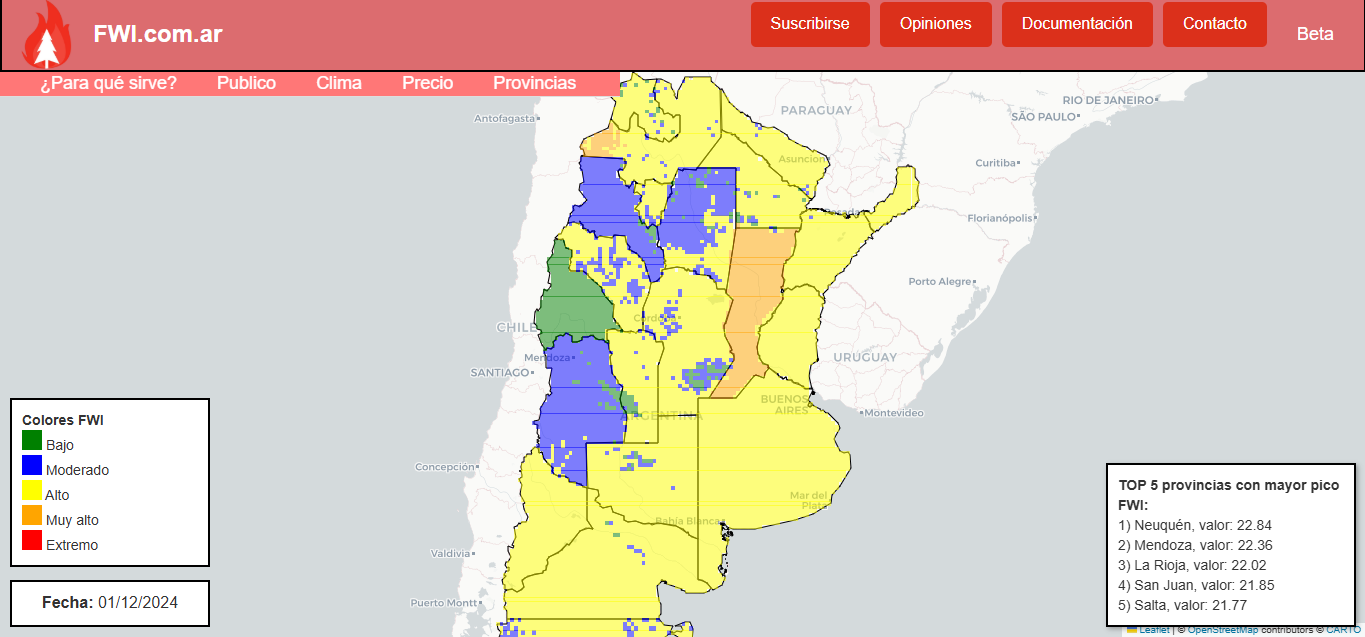 FWI.com.ar
Suscribirse
Opiniones
Documentación
Contacto
Beta
¿Para qué sirve?
Publico
Clima
Precio
Provincias
PARAGUAY
RIO DE JANEIRO
SÃO PAULO
Antofagasta
Asuncion
Curitiba
Florianópolis
Porto Alegre
CHILE
Mendoza
SANTIAGO
URUGUAY
BUENOS
AIRES
ARGENTINA
Montevideo
Concepción
Mar del
Plata
Bahía Blanca
Valdivia
Puerto Montt
Colores FWI
Bajo
Moderado
Alto
Muy alto
Extremo
Fecha: 01/12/2024
TOP 5 provincias con mayor pico
FWI:
1) Neuquén, valor: 22.84
2) Mendoza, valor: 22.36
3) La Rioja, valor: 22.02
4) San Juan, valor: 21.85
5) Salta, valor: 21.77
Leaflet | © OpenStreetMap contributors © CARTO